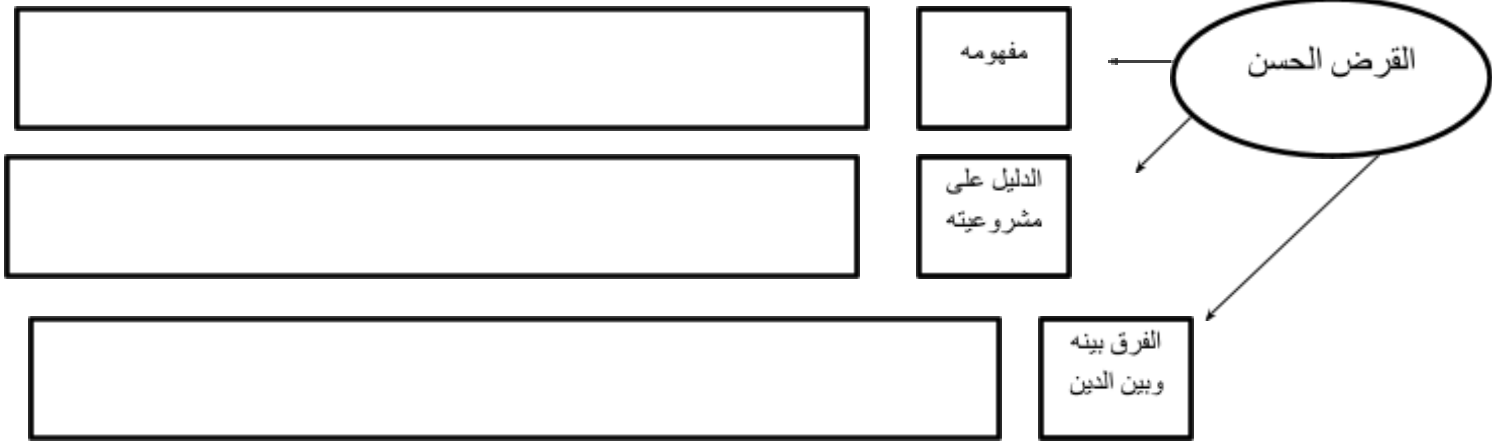 القرض الحسن
مفهومه
الدليل على
مشروعيته
الفرق بينه
وبين الدين